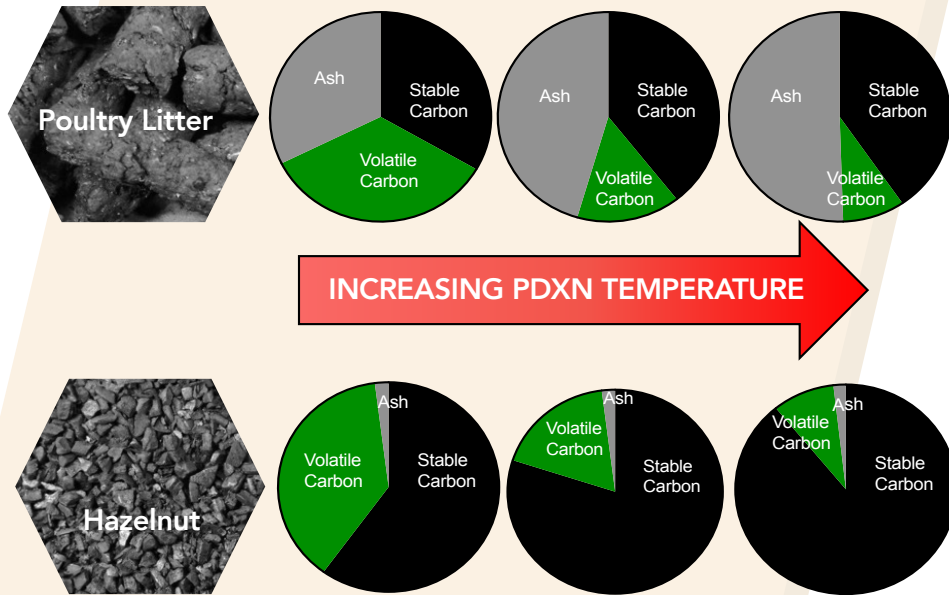 Poultry Litter
Ash
Stable
Carbon
Volatile
Carbon
Ash
Stable
Carbon
Volatile
Carbon
Ash
Stable
Carbon
Volatile
Carbon
INCREASING PDXN TEMPERATURE
Hazelnut
Ash
Volatile
Carbon
Stable
Carbon
Ash
Volatile
Carbon
Stable
Carbon
Ash
Volatile
Carbon
Stable
Carbon